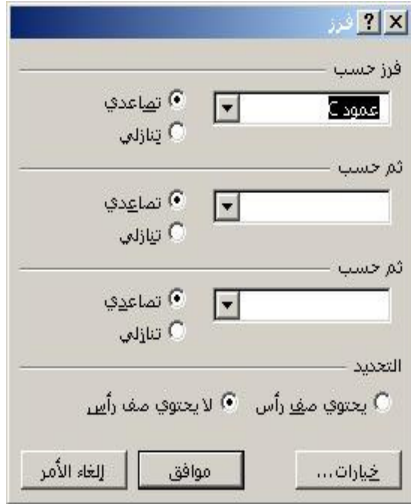 فرز
فرز حسب
عمود C
تصاعدي
تنازلي
ثم حسب
تصاعدي
تنازلي
ثم حسب
تصاعدي
تنازلي
التحديد
يحتوي صف رأس لا يحتوي صف رأس
خيارات... موافق إلغاء الأمر